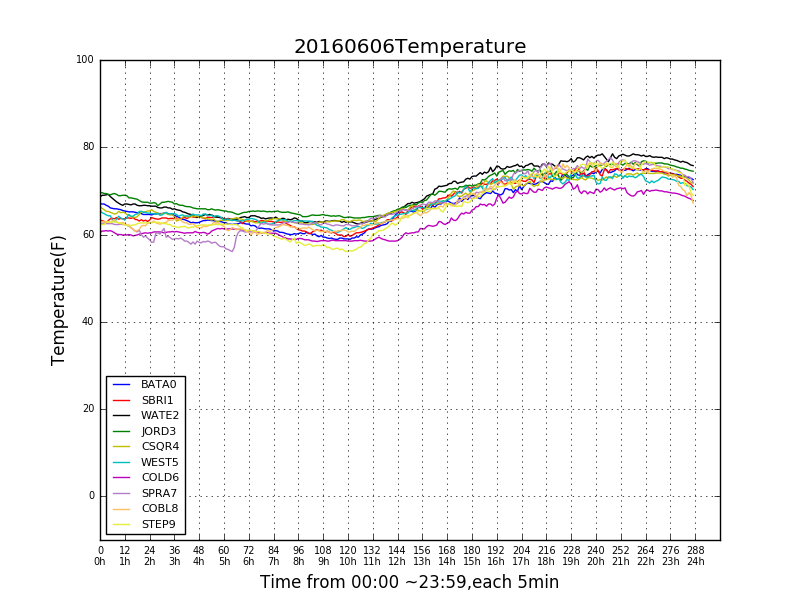 20160606Temperature
100
80
60
40
20
0
Temperature(F)
BATA0
SBRI1
WATE2
JORD3
CSQR4
WEST5
COLD6
SPRA7
COBL8
STEP9
0 12 24 36 48 60 72 84 96 108 120 132 144 156 168 180 192 204 216 228 240 252 264 276 288
0h 1h 2h 3h 4h 5h 6h 7h 8h 9h 10h 11h 12h 13h 14h 15h 16h 17h 18h 19h 20h 21h 22h 23h 24h
Time from 00:00 ~23:59,each 5min